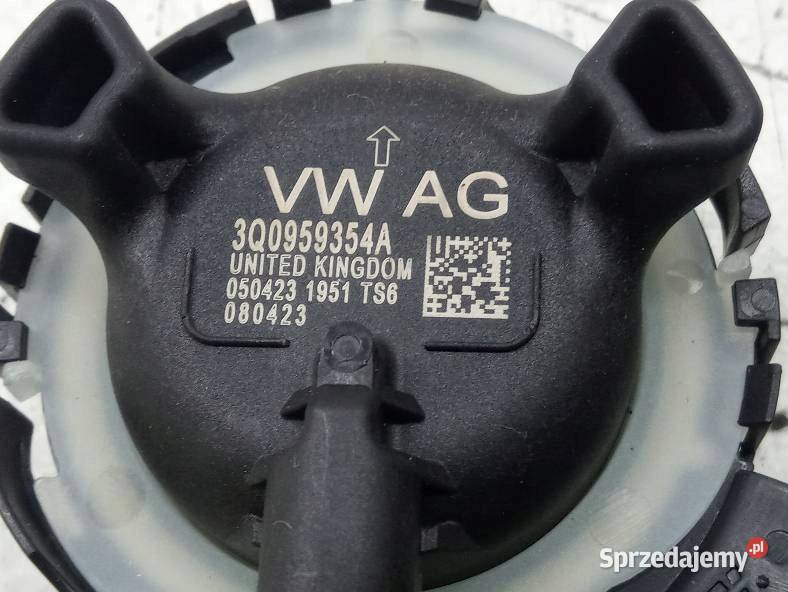 VW AG
3Q0959354A
UNITED KINGDOM
050423 1951 TS6
080423
Sprzedajemy.pl